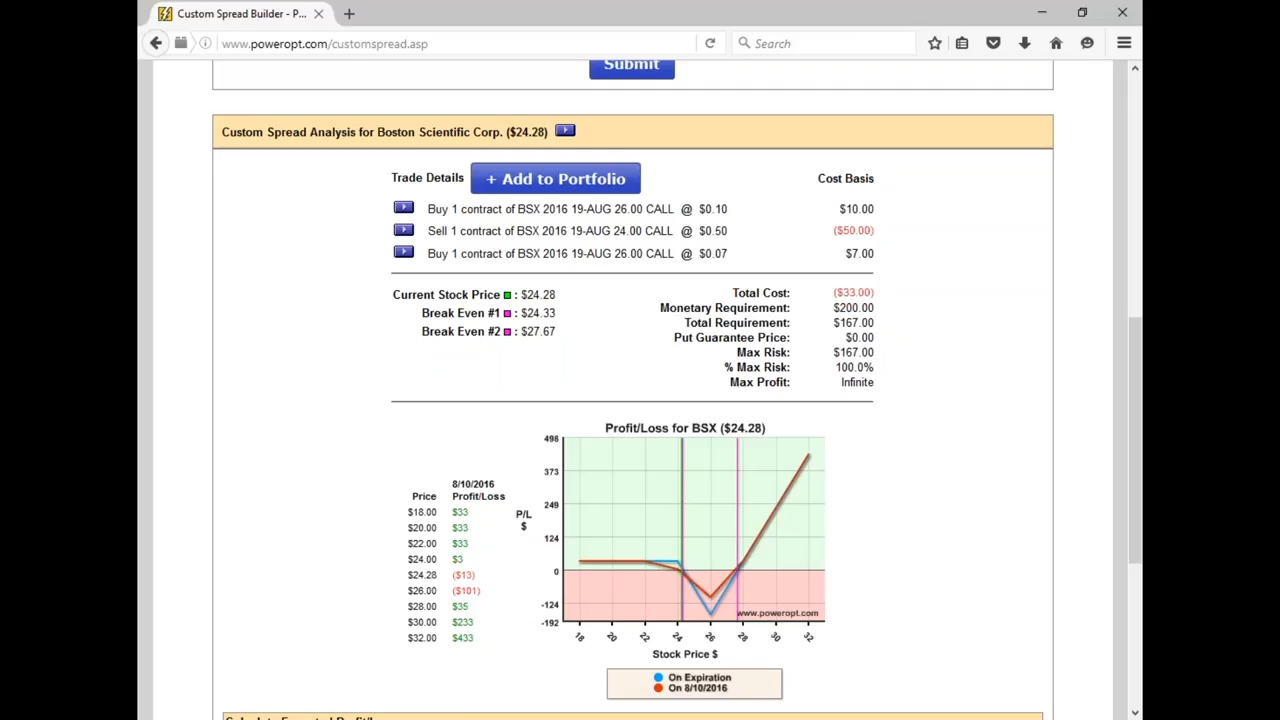 Custom Spread Builder - P...
www.poweropt.com/customspread.asp
Search
Submit
Custom Spread Analysis for Boston Scientific Corp. ($24.28)
Trade Details + Add to Portfolio Cost Basis
Buy 1 contract of BSX 2016 19-AUG 26.00 CALL @ $0.10 $10.00
Sell 1 contract of BSX 2016 19-AUG 24.00 CALL @ $0.50 ($50.00)
Buy 1 contract of BSX 2016 19-AUG 26.00 CALL @ $0.07 $7.00
Current Stock Price : $24.28
Break Even #1 : $24.33
Break Even #2 : $27.67
Total Cost: ($33.00)
Monetary Requirement: $200.00
Total Requirement: $167.00
Put Guarantee Price: $0.00
Max Risk: $167.00
% Max Risk: 100.0%
Max Profit: Infinite
8/10/2016
Price Profit/Loss
$18.00 $33
$20.00 $33
$22.00 $33
$24.00 $3
$24.28 ($13)
$26.00 ($101)
$28.00 $35
$30.00 $233
$32.00 $433
Profit/Loss for BSX ($24.28)
498
373
249
124
0
-124
-192
P/L
$
www.poweropt.com
18 20 22 24 26 28 30 32
Stock Price $
On Expiration
On 8/10/2016